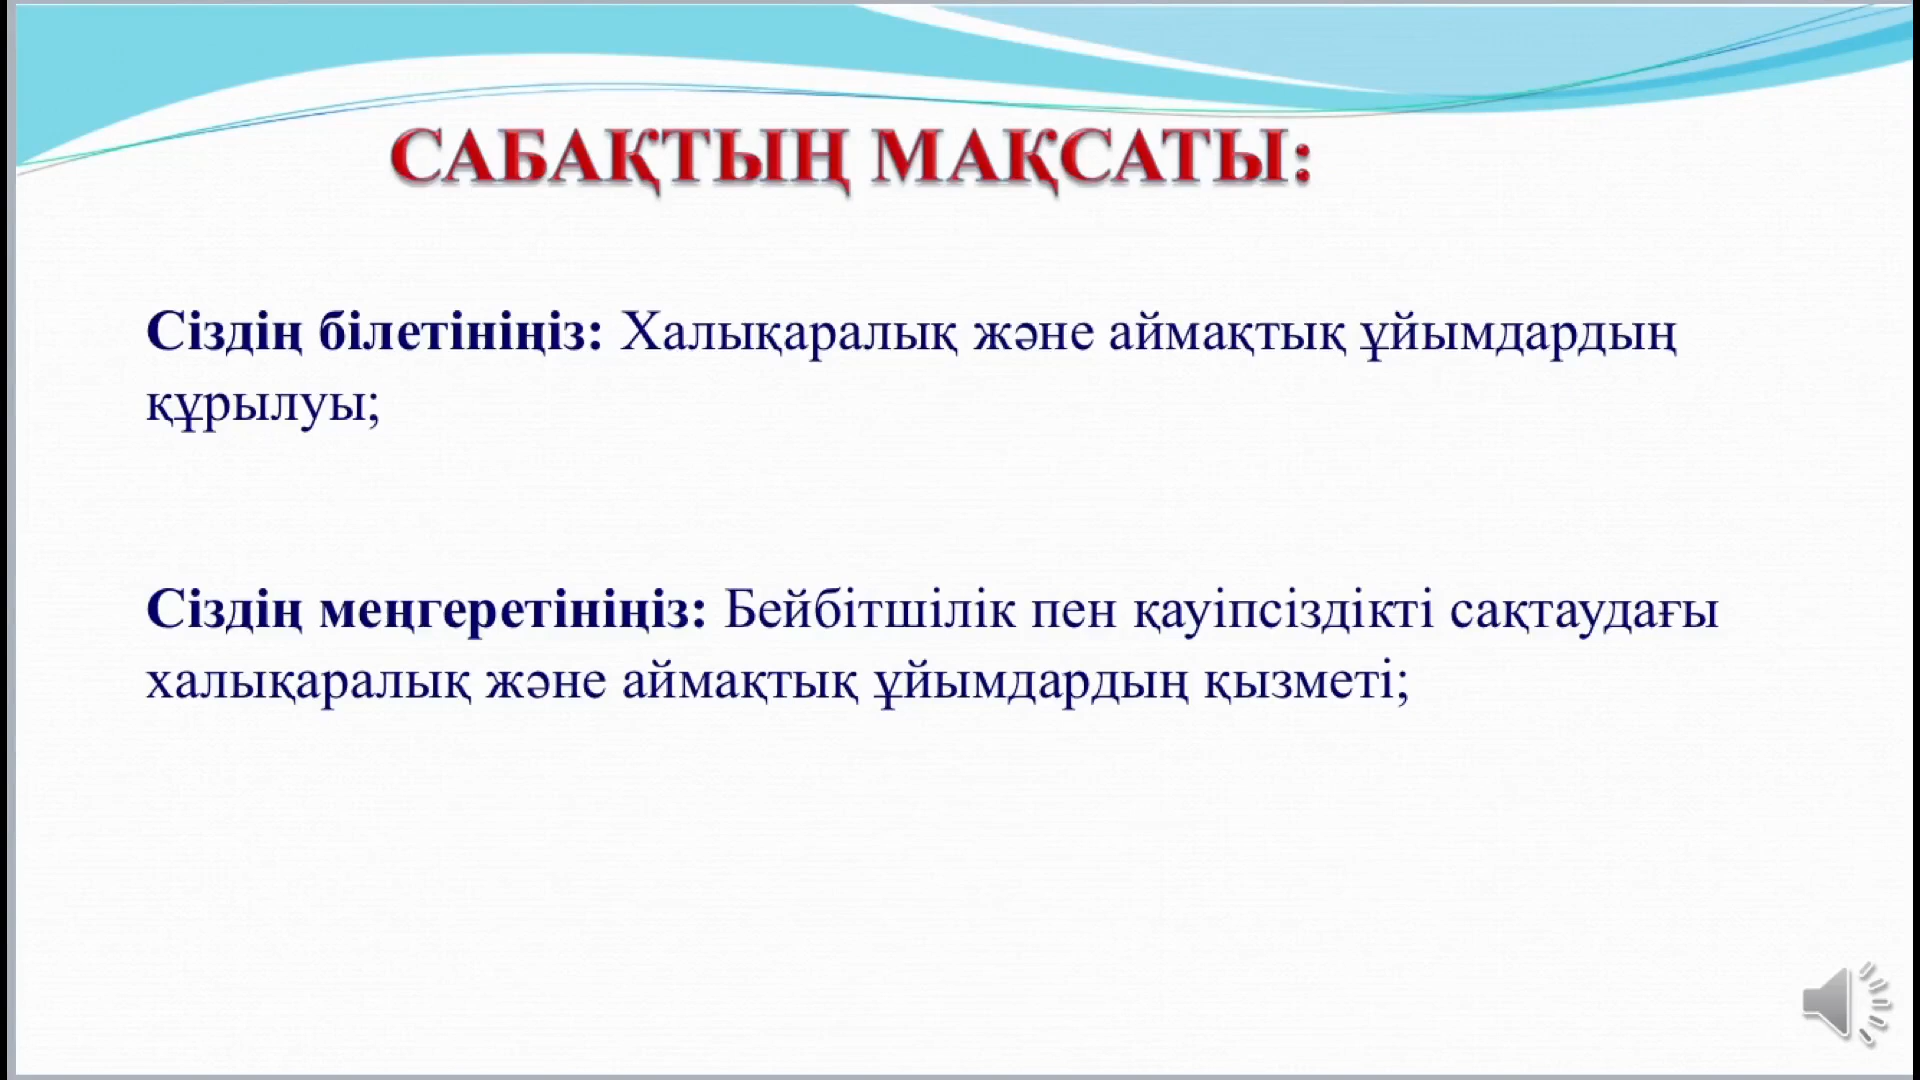 САБАҚТЫҢ МАҚСАТЫ:
Сіздің білетініңіз: Халықаралық және аймақтық ұйымдардың
құрылуы;
Сіздің меңгеретініңіз: Бейбітшілік пен қауіпсіздікті сақтаудағы
халықаралық және аймақтық ұйымдардың қызметі;